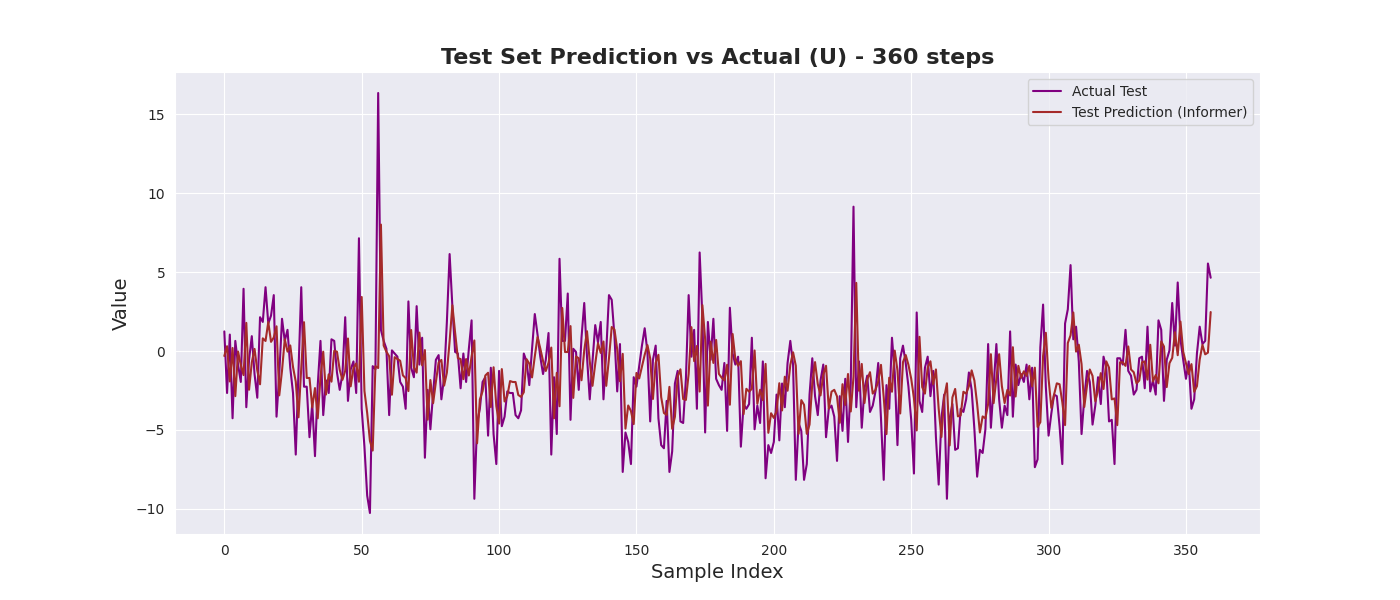 Test Set Prediction vs Actual (U) - 360 steps
Actual Test
Test Prediction (Informer)
15
10
5
0
−5
−10
Value
0 50 100 150 200 250 300 350
Sample Index